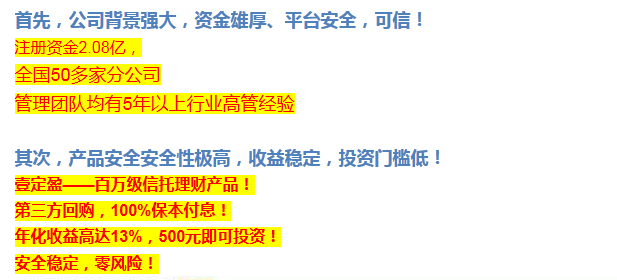 首先，公司背景强大，资金雄厚、平台安全，可信！
注册资金2.08亿，
全国50多家分公司
管理团队均有5年以上行业高管经验
其次，产品安全安全性极高，收益稳定，投资门槛低！
壹定盈——百万级信托理财产品！
第三方回购，100%保本付息！
年化收益高达13%，500元即可投资！
安全稳定，零风险！